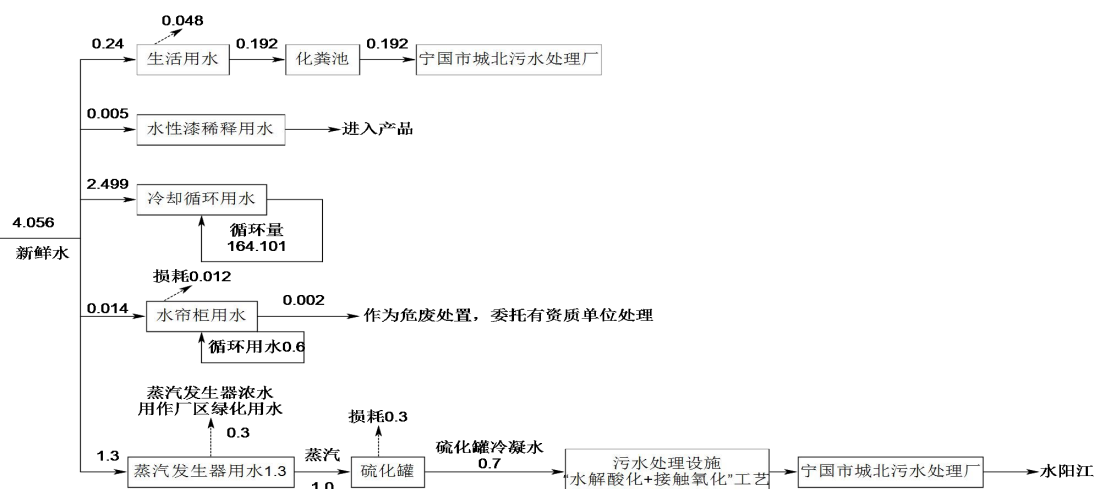 0.048
0.24
生活用水
0.192
化粪池
0.192
宁国市城北污水处理厂
0.005
水性漆稀释用水
进入产品
2.499
冷却循环用水
4.056
新鲜水
循环量
164.101
损耗0.012
0.014
水帘柜用水
0.002
作为危废处置，委托有资质单位处理
循环用水0.6
蒸汽发生器浓水
用作厂区绿化用水
0.3
损耗0.3
1.3
蒸汽发生器用水1.3
蒸汽
1.0
硫化罐
硫化罐冷凝水
0.7
污水处理设施
“水解酸化+接触氧化”工艺
宁国市城北污水处理厂
水阳江